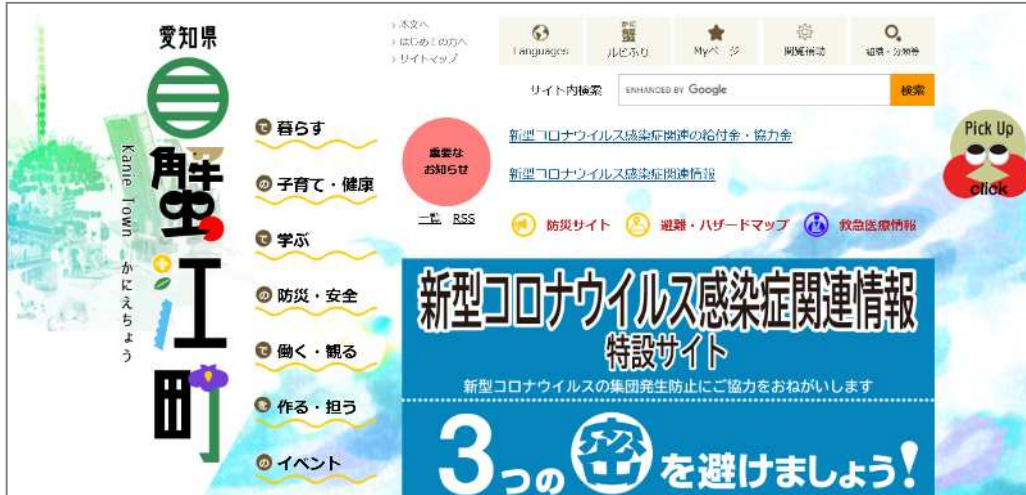 愛知県
蟹江町
Kanie Town かにえちょう
本文へ
はじめての方へ
サイトマップ
Languages
かに
蟹
ルビふり
Myページ
閲覧補助
組織・分類等
サイト内検索
ENHANCED BY Google
検索
で 暮らす
の 子育て・健康
で 学ぶ
の 防災・安全
で 働く・観る
を 作る・担う
の イベント
重要な
お知らせ
一覧 RSS
新型コロナウイルス感染症関連の給付金・協力金
新型コロナウイルス感染症関連情報
防災サイト 避難・ハザードマップ 救急医療情報
Pick Up
click
新型コロナウイルス感染症関連情報
特設サイト
新型コロナウイルスの集団発生防止にご協力をおねがいします
3つの密を避けましょう!